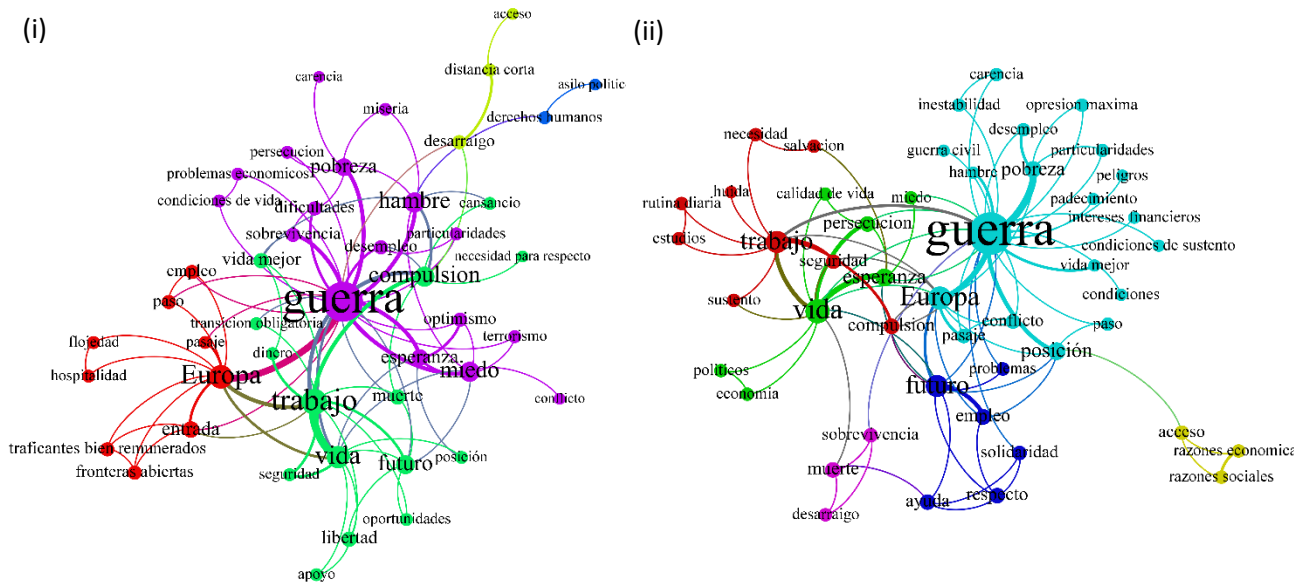 (i)
acceso
distancia corta
carencia
asilo politic
miseria
derechos humanos
desarraigo
persecucion
pobreza
problemas economicos
hambre
cansancio
condiciones de vida
dificultades
sobrevivencia
particularidades
desempleo
vida mejor
necesidad para respecto
compulsion
empleo
guerra
paso
transicion obligatoria
optimismo
flojedad
pasaje
terrorismo
dinero
esperanza
hospitalidad
Europa
miedo
trabajo
muerte
conflicto
entrada
traficantes bien remunerados
vida
futuro
posición
fronteras abiertas
seguridad
oportunidades
libertad
apoyo
(ii)
carencia
inestabilidad
opresion maxima
necesidad
desempleo
salvacion
guerra civil
particularidades
hambre
pobreza
peligros
huida
calidad de vida
miedo
padecimiento
rutina diaria
persecucion
intereses financieros
estudios
trabajo
guerra
condiciones de sustento
seguridad
vida mejor
esperanza
sustento
vida
Europa
condiciones
compulsion
conflicto
paso
pasaje
posición
politicos
futuro
problemas
economia
empleo
acceso
sobrevivencia
solidaridad
razones economica
muerte
razones sociales
ayuda
respecto
desarraigo